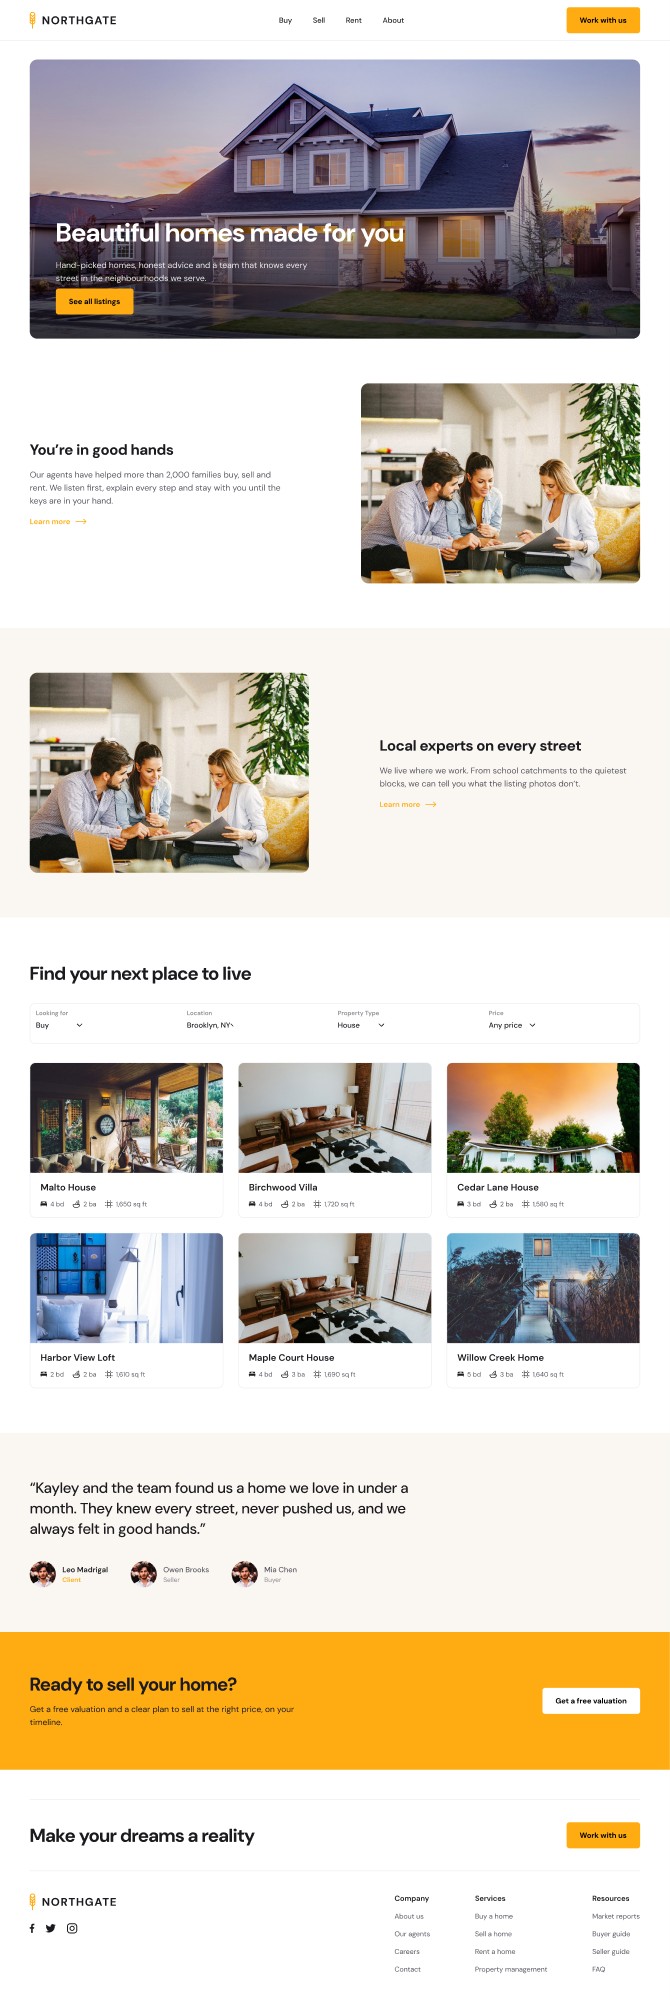 NORTHGATE
Buy
Sell
Rent
About
Work with us
Beautiful homes made for you
Hand-picked homes, honest advice and a team that knows every
street in the neighbourhoods we serve.
See all listings
You’re in good hands
Our agents have helped more than 2,000 families buy, sell and
rent. We listen first, explain every step and stay with you until the
keys are in your hand.
Learn more
Local experts on every street
We live where we work. From school catchments to the quietest
blocks, we can tell you what the listing photos don’t.
Learn more
Find your next place to live
Looking for
Buy
Location
Brooklyn, NY
Property Type
House
Price
Any price
Malto House
4 bd 2 ba 1,650 sq ft
Birchwood Villa
4 bd 2 ba 1,720 sq ft
Cedar Lane House
3 bd 2 ba 1,580 sq ft
Harbor View Loft
2 bd 2 ba 1,610 sq ft
Maple Court House
4 bd 3 ba 1,690 sq ft
Willow Creek Home
5 bd 3 ba 1,640 sq ft
“Kayley and the team found us a home we love in under a
month. They knew every street, never pushed us, and we
always felt in good hands.”
Leo Madrigal
Client
Owen Brooks
Seller
Mia Chen
Buyer
Ready to sell your home?
Get a free valuation and a clear plan to sell at the right price, on your
timeline.
Get a free valuation
Make your dreams a reality
Work with us
NORTHGATE
Company
About us
Our agents
Careers
Contact
Services
Buy a home
Sell a home
Rent a home
Property management
Resources
Market reports
Buyer guide
Seller guide
FAQ